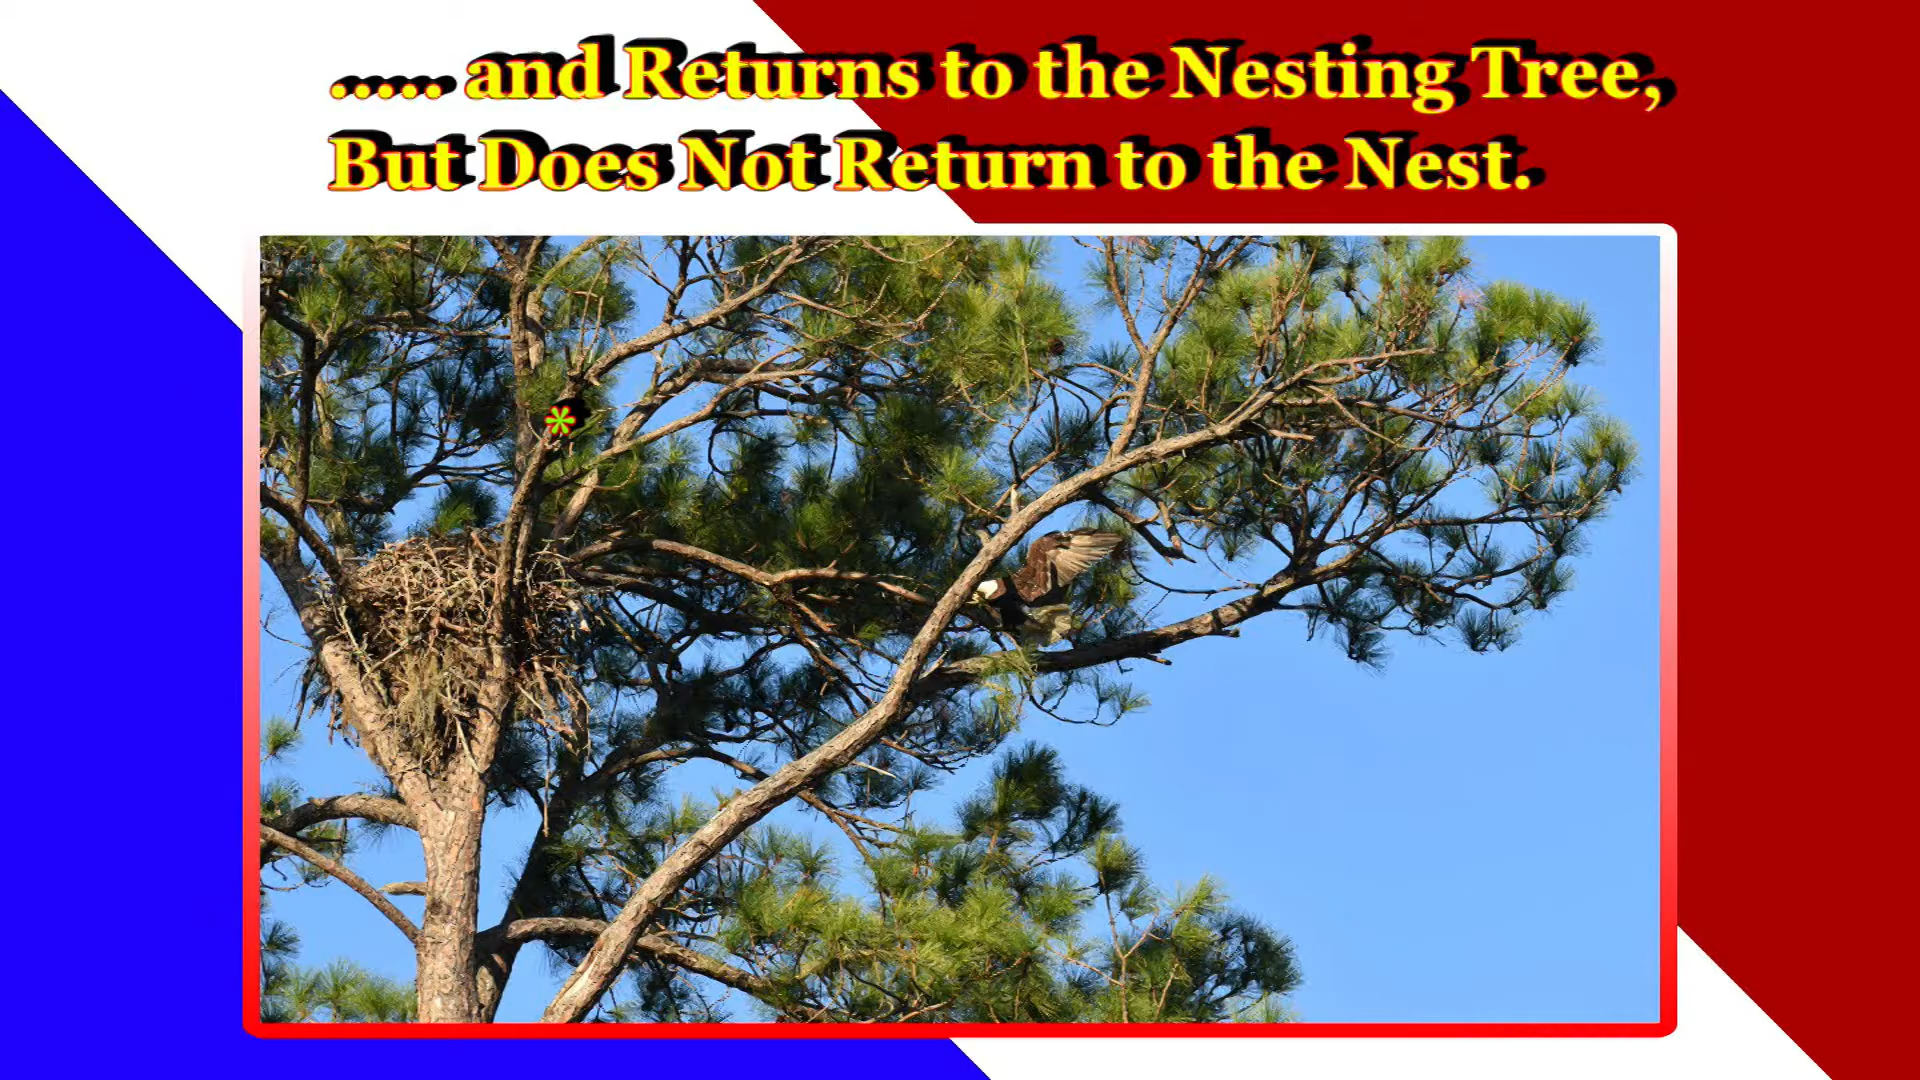 ..... and Returns to the Nesting Tree,
But Does Not Return to the Nest.
*